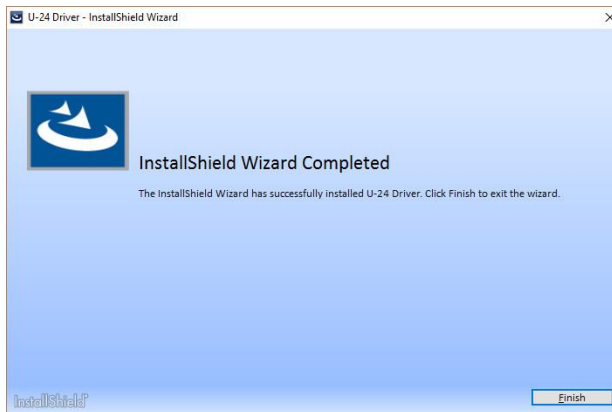 U-24 Driver - InstallShield Wizard
InstallShield Wizard Completed
The InstallShield Wizard has successfully installed U-24 Driver. Click Finish to exit the wizard.
InstallShield
Finish